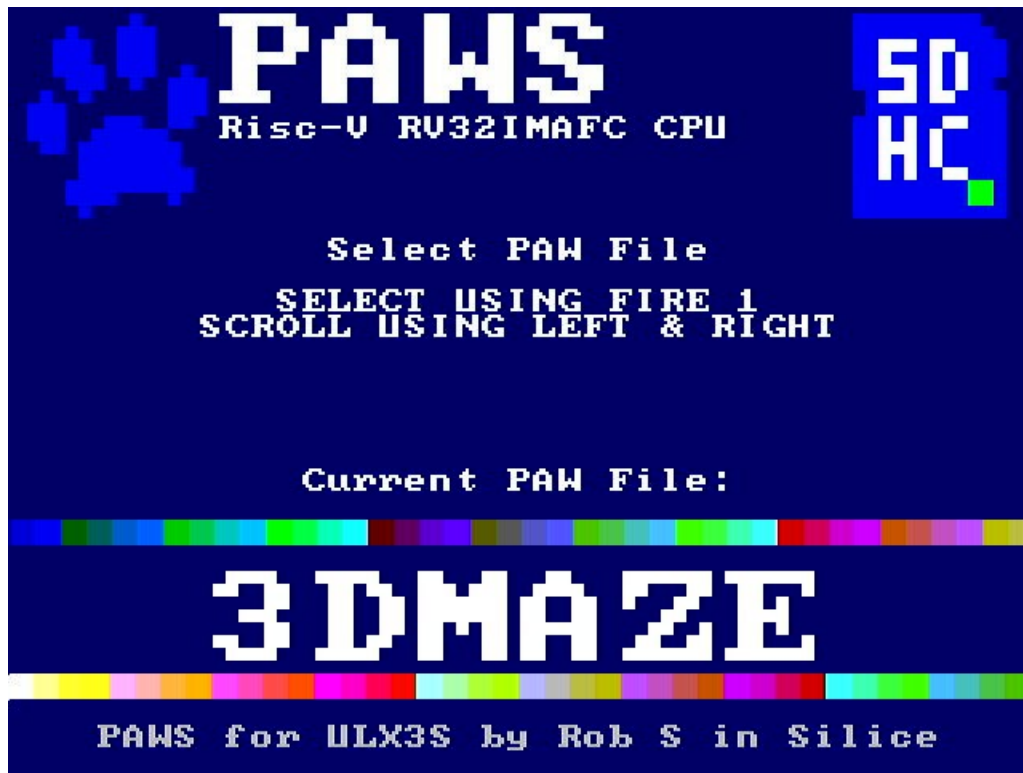 PAWS
Risc-V RV32IMAFC CPU
SD
HC
Select PAW File
SELECT USING FIRE 1
SCROLL USING LEFT & RIGHT
Current PAW File:
3DMAZE
PAWS for ULX3S by Rob S in Silice